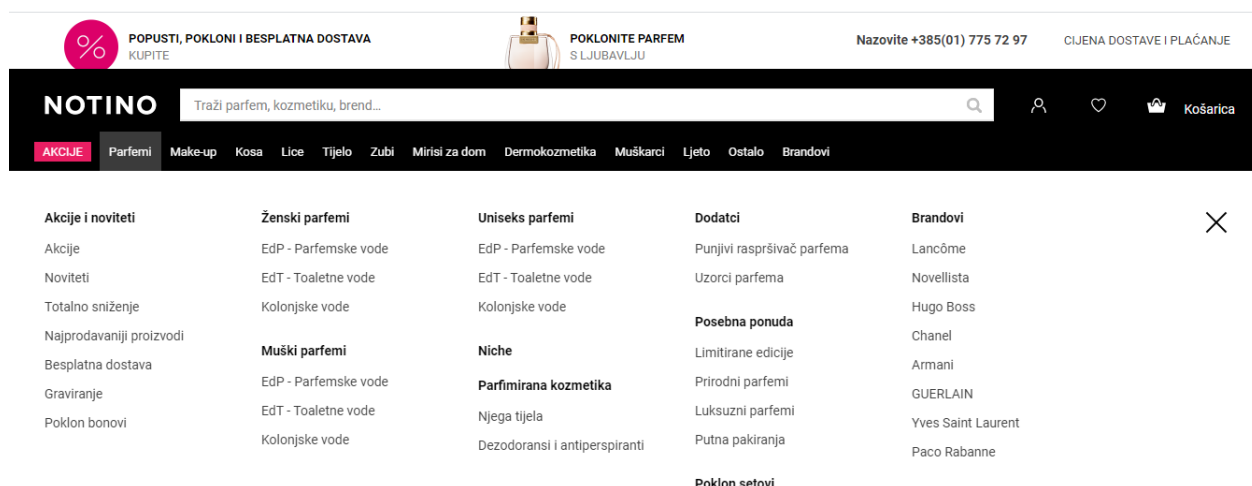 POPUSTI, POKLONI I BESPLATNA DOSTAVA
KUPITE
POKLONITE PARFEM
S LJUBAVLJU
Nazovite +385(01) 775 72 97
CIJENA DOSTAVE I PLAĆANJE
NOTINO
Traži parfem, kozmetiku, brend...
Košarica
AKCIJE Parfemi Make-up Kosa Lice Tijelo Zubi Mirisi za dom Dermokozmetika Muškarci Ljeto Ostalo Brandovi
Akcije i noviteti
Akcije
Noviteti
Totalno sniženje
Najprodavaniji proizvodi
Besplatna dostava
Graviranje
Poklon bonovi
Ženski parfemi
EdP - Parfemske vode
EdT - Toaletne vode
Kolonjske vode
Muški parfemi
EdP - Parfemske vode
EdT - Toaletne vode
Kolonjske vode
Uniseks parfemi
EdP - Parfemske vode
EdT - Toaletne vode
Kolonjske vode
Niche
Parfimirana kozmetika
Njega tijela
Dezodoransi i antiperspiranti
Dodatci
Punjivi raspršivač parfema
Uzorci parfema
Posebna ponuda
Limitirane edicije
Prirodni parfemi
Luksuzni parfemi
Putna pakiranja
Poklon setovi
Brandovi
Lancôme
Novellista
Hugo Boss
Chanel
Armani
GUERLAIN
Yves Saint Laurent
Paco Rabanne